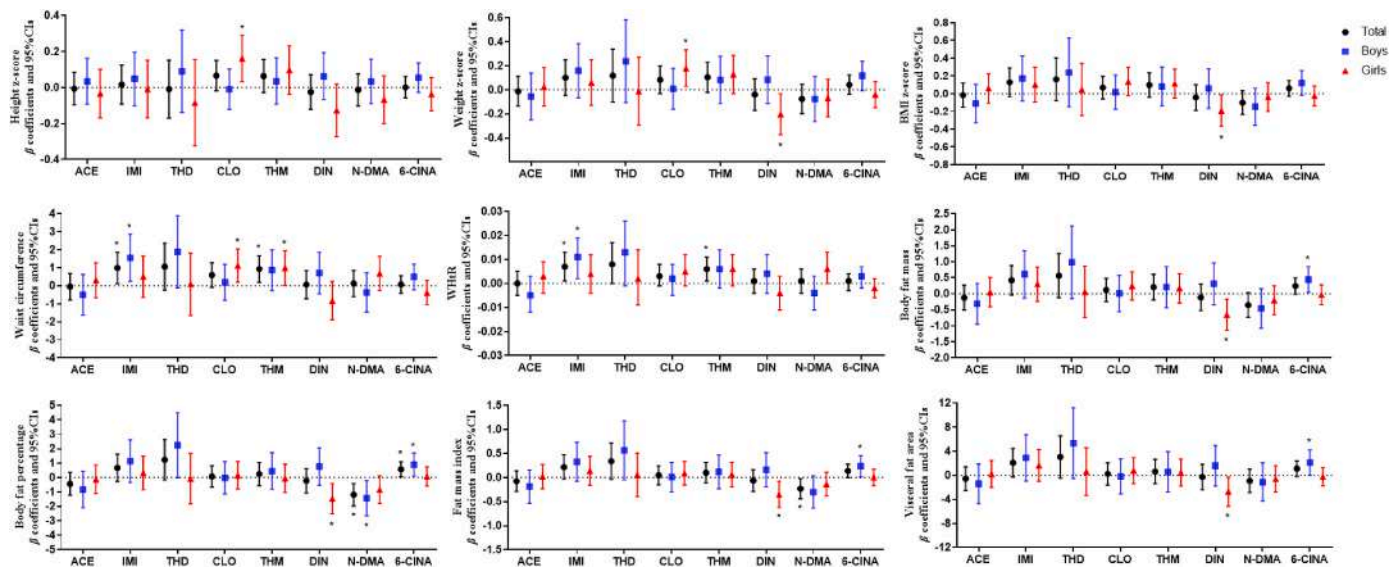 Height z-score
β coefficients and 95%CIs
0.4
0.2
0.0
-0.2
-0.4
ACE IMI THD CLO THM DIN N-DMA 6-CINA
*
Weight z-score
β coefficients and 95%CIs
0.6
0.4
0.2
0.0
-0.2
-0.4
-0.6
ACE IMI THD CLO THM DIN N-DMA 6-CINA
* *
BMI z-score
β coefficients and 95%CIs
0.8
0.6
0.4
0.2
0.0
-0.2
-0.4
-0.6
-0.8
ACE IMI THD CLO THM DIN N-DMA 6-CINA
*
Total
Boys
Girls
Waist circumference
β coefficients and 95%CIs
4
3
2
1
0
-1
-2
-3
-4
ACE IMI THD CLO THM DIN N-DMA 6-CINA
* * * * *
WHtR
β coefficients and 95%CIs
0.03
0.02
0.01
0.00
-0.01
-0.02
-0.03
ACE IMI THD CLO THM DIN N-DMA 6-CINA
* * *
Body fat mass
β coefficients and 95%CIs
2.5
2.0
1.5
1.0
0.5
0.0
-0.5
-1.0
-1.5
-2.0
ACE IMI THD CLO THM DIN N-DMA 6-CINA
* *
Body fat percentage
β coefficients and 95%CIs
5
4
3
2
1
0
-1
-2
-3
-4
-5
ACE IMI THD CLO THM DIN N-DMA 6-CINA
* * * * *
Fat mass index
β coefficients and 95%CIs
1.5
1.0
0.5
0.0
-0.5
-1.0
-1.5
ACE IMI THD CLO THM DIN N-DMA 6-CINA
* * *
Visceral fat area
β coefficients and 95%CIs
12
8
4
0
-4
-8
-12
ACE IMI THD CLO THM DIN N-DMA 6-CINA
* *